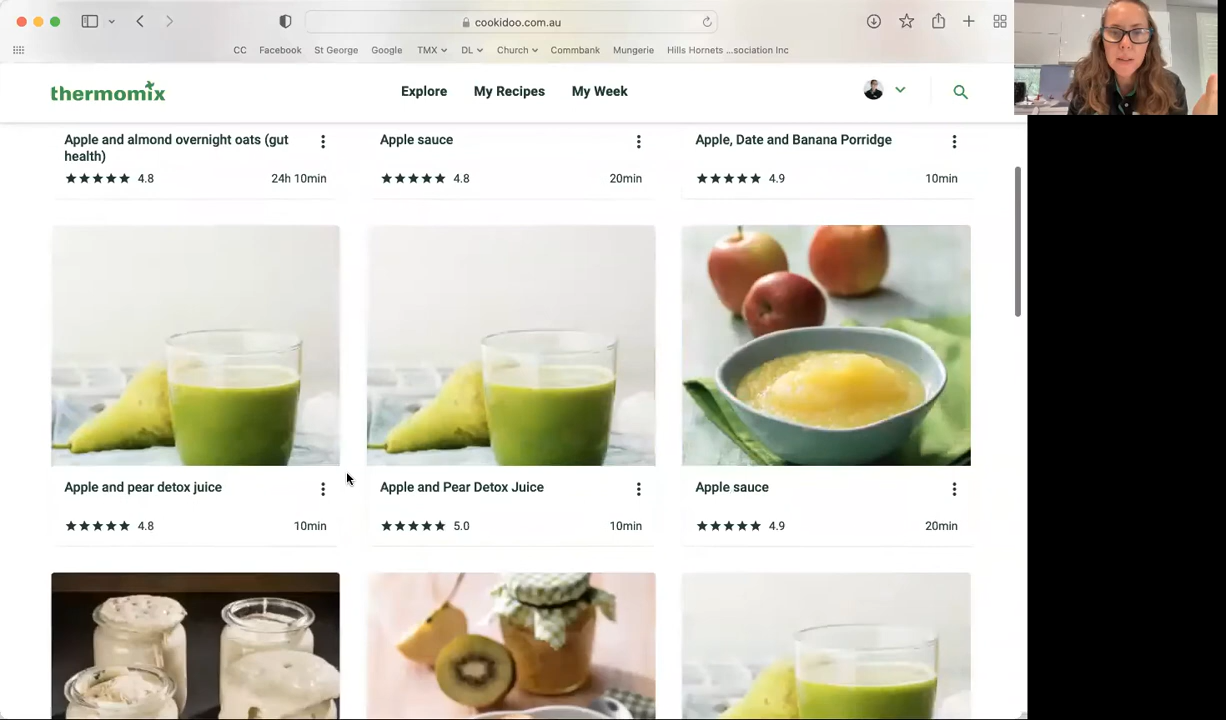 cookidoo.com.au
CC Facebook St George Google TMX DL Church Commbank Mungerie Hills Hornets ...sociation Inc
thermomix Explore My Recipes My Week
Apple and almond overnight oats (gut
health)
4.8 24h 10min
Apple sauce
4.8 20min
Apple, Date and Banana Porridge
4.9 10min
Apple and pear detox juice
4.8 10min
Apple and Pear Detox Juice
5.0 10min
Apple sauce
4.9 20min